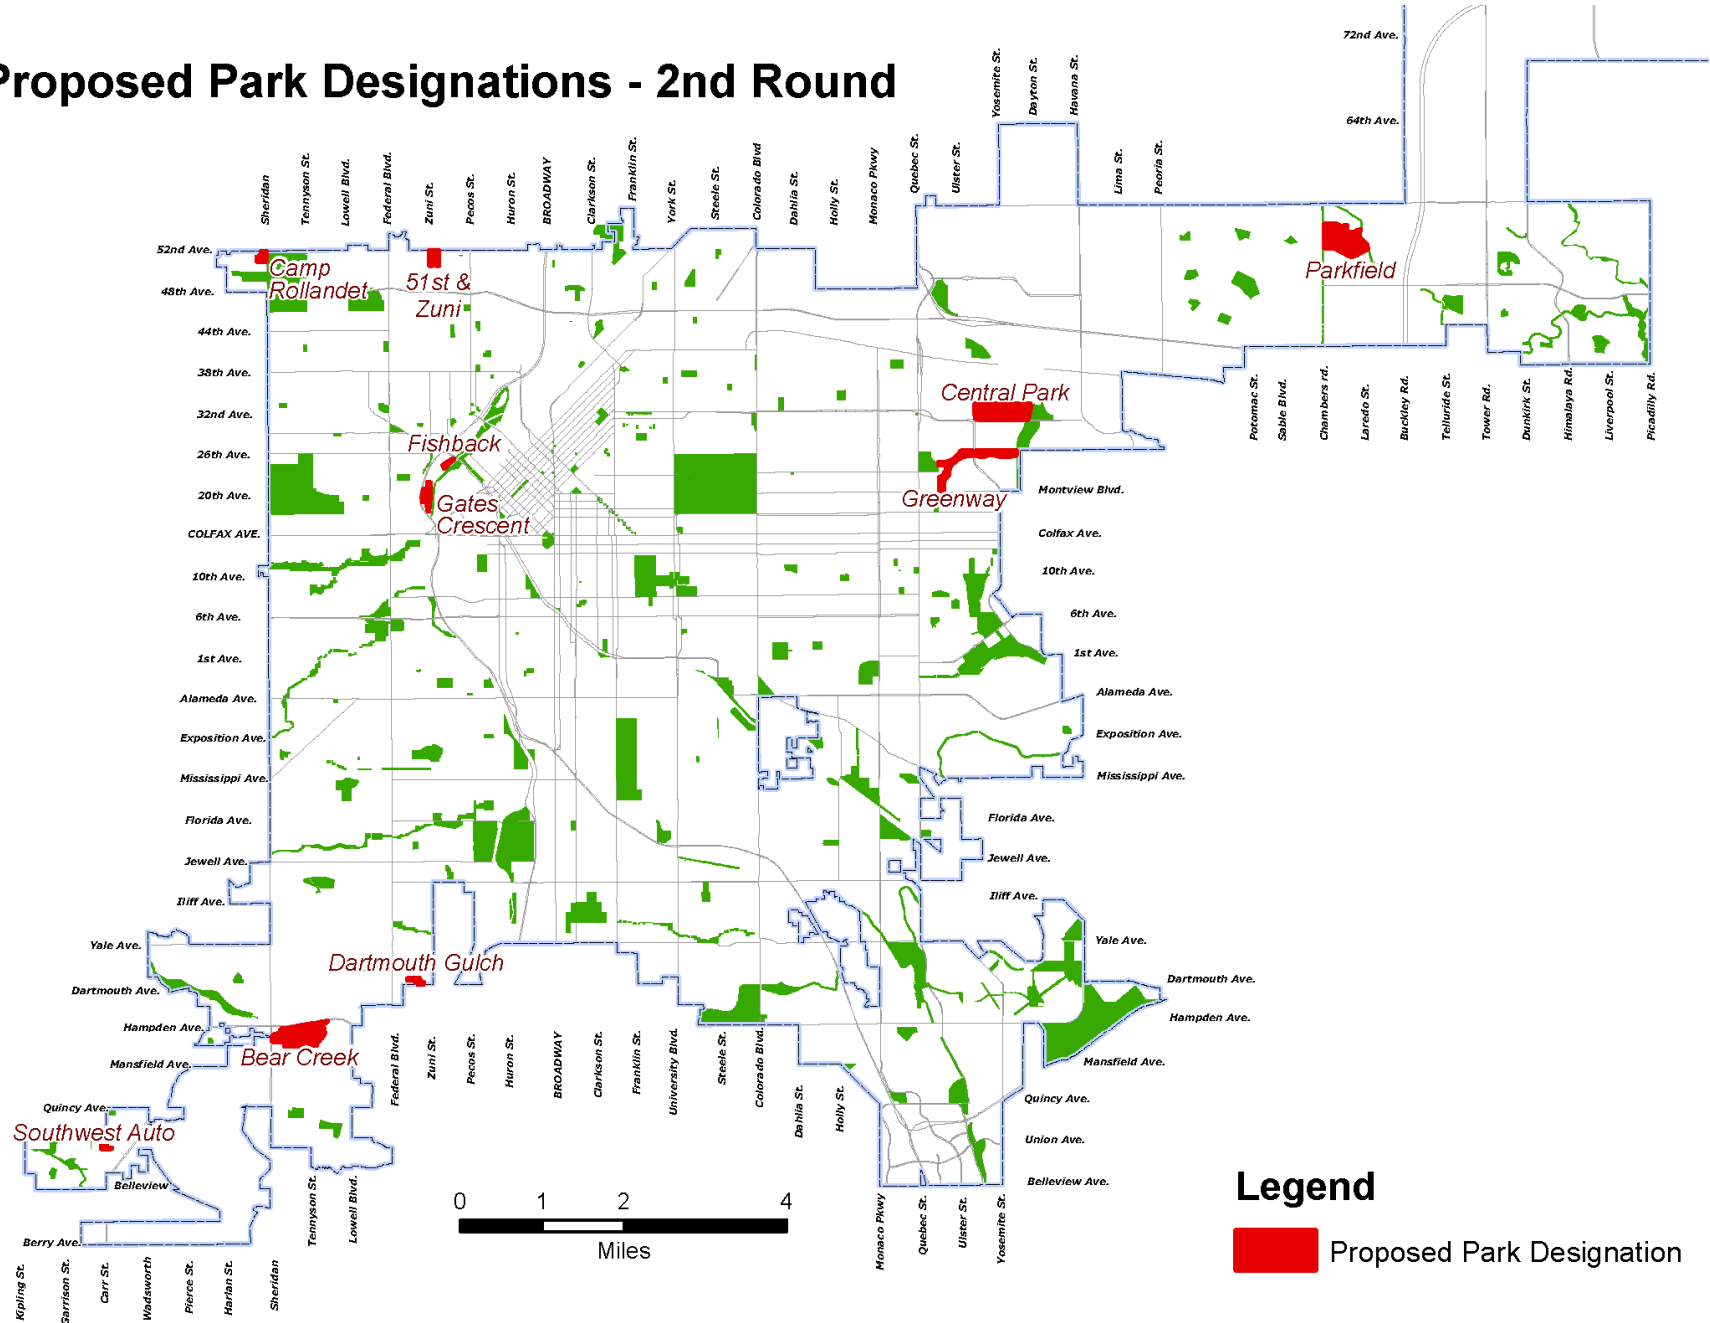 Proposed Park Designations - 2nd Round
72nd Ave.
64th Ave.
Yosemite St.
Dayton St.
Havana St.
Sheridan
Tennyson St.
Lowell Blvd.
Federal Blvd.
Zuni St.
Pecos St.
Huron St.
BROADWAY
Clarkson St.
Franklin St.
York St.
Steele St.
Colorado Blvd
Dahlia St.
Holly St.
Monaco Pkwy
Quebec St.
Ulster St.
Lima St.
Peoria St.
52nd Ave.
48th Ave.
44th Ave.
38th Ave.
32nd Ave.
26th Ave.
20th Ave.
COLFAX AVE.
10th Ave.
6th Ave.
1st Ave.
Alameda Ave.
Exposition Ave.
Mississippi Ave.
Florida Ave.
Jewell Ave.
Iliff Ave.
Yale Ave.
Dartmouth Ave.
Hampden Ave.
Mansfield Ave.
Quincy Ave.
Belleview
Berry Ave.
Camp
Rollandet
51st &
Zuni
Parkfield
Central Park
Fishback
Gates
Crescent
Greenway
Dartmouth Gulch
Bear Creek
Southwest Auto
Potomac St.
Sable Blvd.
Chambers rd.
Laredo St.
Buckley Rd.
Telluride St.
Tower Rd.
Dunkirk St.
Himalaya Rd.
Liverpool St.
Picadilly Rd.
Montview Blvd.
Colfax Ave.
10th Ave.
6th Ave.
1st Ave.
Alameda Ave.
Exposition Ave.
Mississippi Ave.
Florida Ave.
Jewell Ave.
Iliff Ave.
Yale Ave.
Dartmouth Ave.
Hampden Ave.
Mansfield Ave.
Quincy Ave.
Union Ave.
Belleview Ave.
Federal Blvd.
Zuni St.
Pecos St.
Huron St.
BROADWAY
Clarkson St.
Franklin St.
University Blvd.
Steele St.
Colorado Blvd.
Dahlia St.
Holly St.
Monaco Pkwy
Quebec St.
Ulster St.
Yosemite St.
Tennyson St.
Lowell Blvd.
Kipling St.
Garrison St.
Carr St.
Wadsworth
Pierce St.
Harlan St.
Sheridan
0 1 2 4
Miles
Legend
Proposed Park Designation